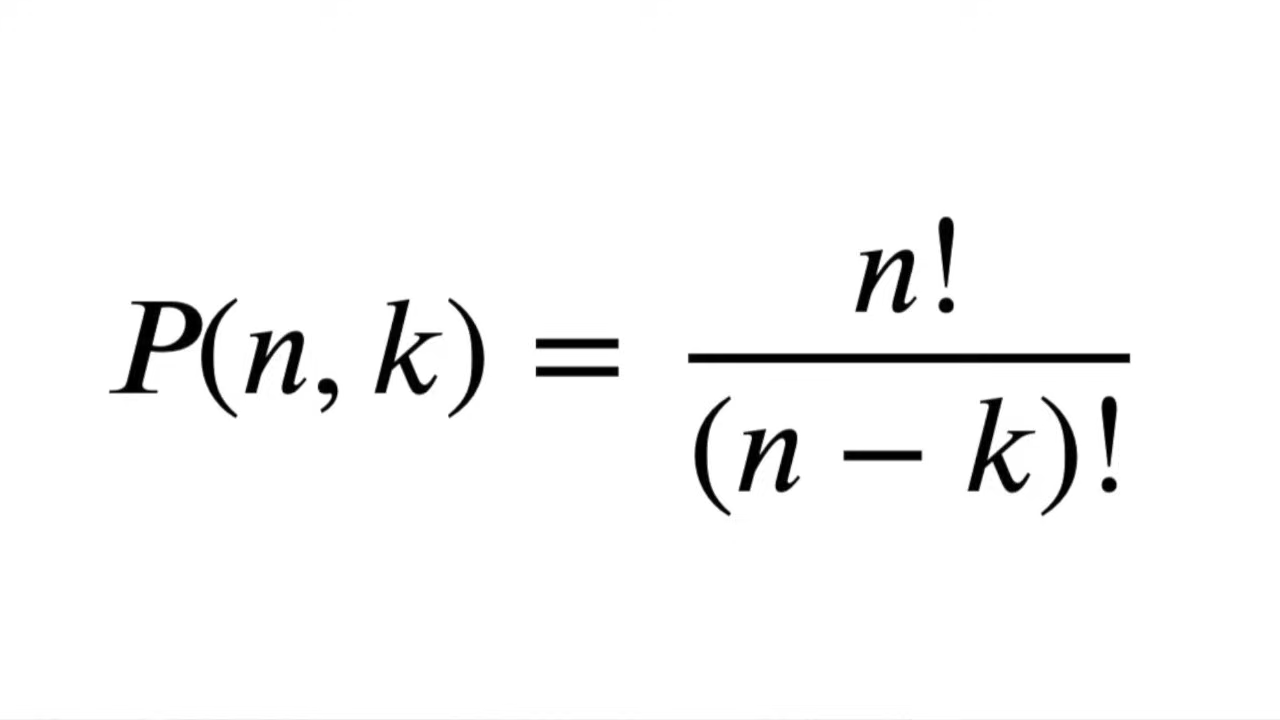 P(n, k) = n! / (n − k)!